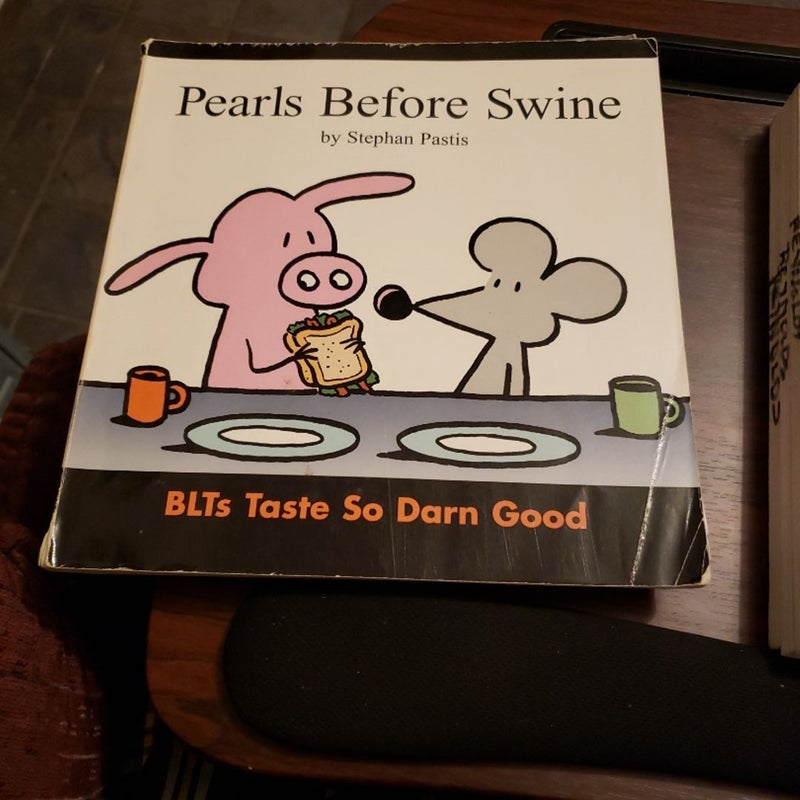 Pearls Before Swine
by Stephan Pastis
BLTs Taste So Darn Good